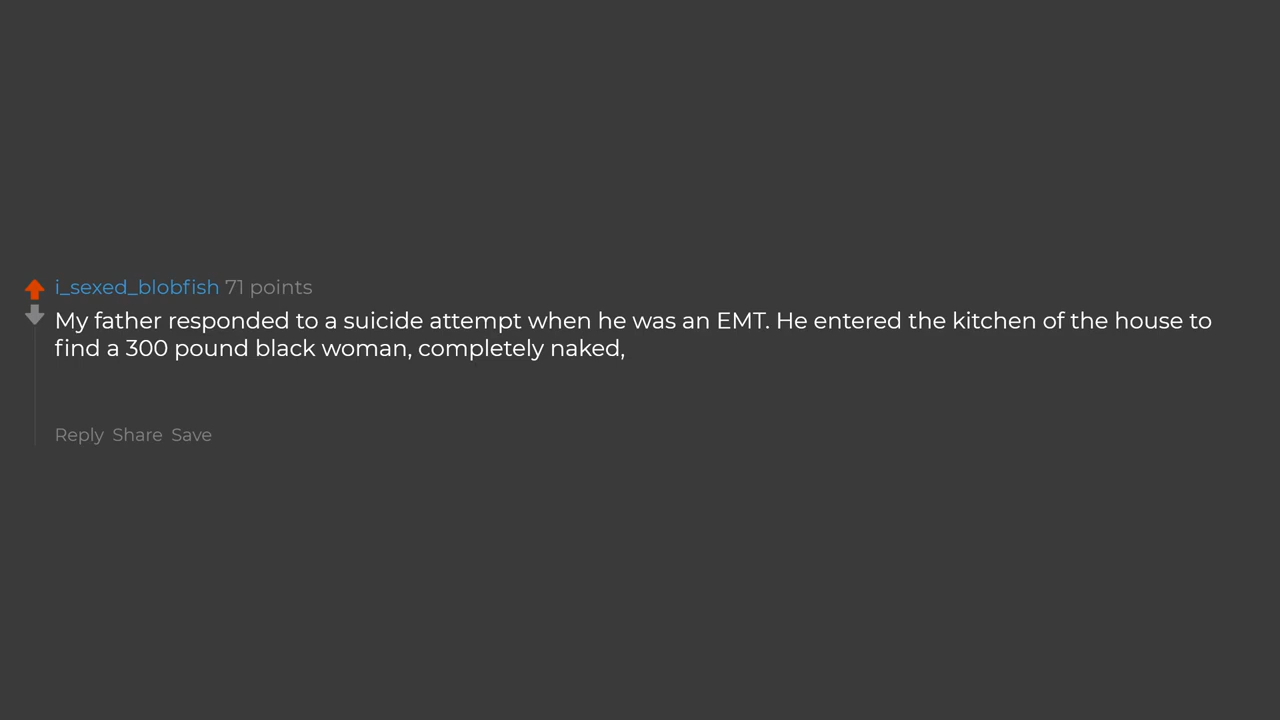 i_sexed_blobfish 71 points
My father responded to a suicide attempt when he was an EMT. He entered the kitchen of the house to
find a 300 pound black woman, completely naked,
Reply Share Save